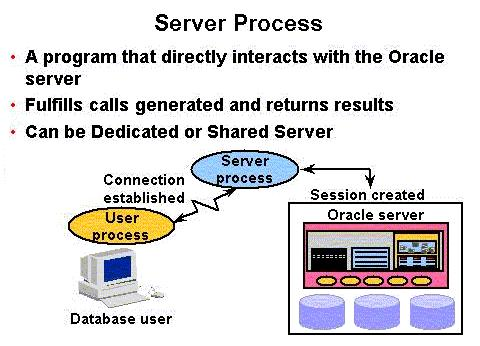 Server Process
• A program that directly interacts with the Oracle
server
• Fulfills calls generated and returns results
• Can be Dedicated or Shared Server
Server
process
Connection
established
Session created
User
process
Oracle server
Database user